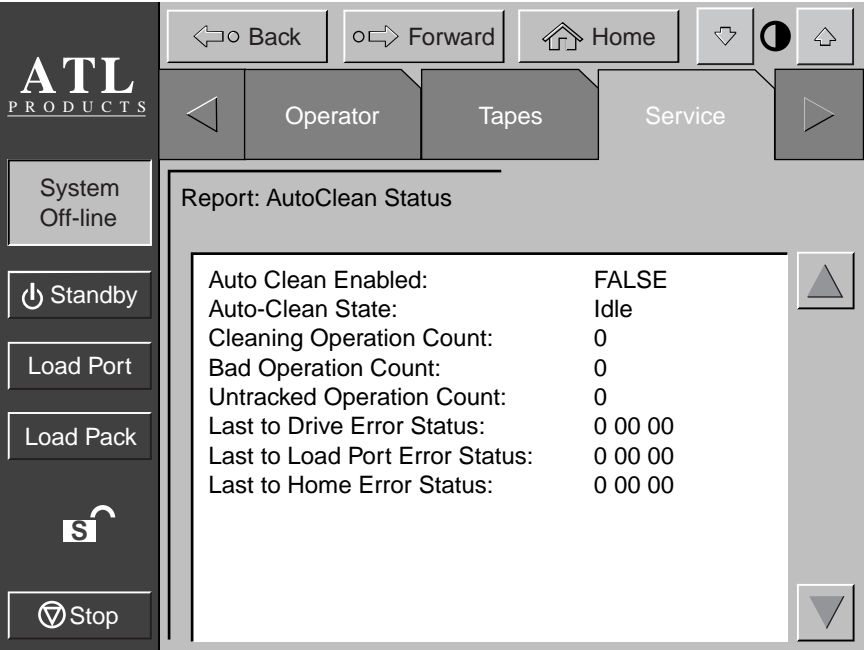 ATL
PRODUCTS
Back
Forward
Home
Operator
Tapes
Service
System
Off-line
Standby
Load Port
Load Pack
S
Stop
Report: AutoClean Status
Auto Clean Enabled: FALSE
Auto-Clean State: Idle
Cleaning Operation Count: 0
Bad Operation Count: 0
Untracked Operation Count: 0
Last to Drive Error Status: 0 00 00
Last to Load Port Error Status: 0 00 00
Last to Home Error Status: 0 00 00